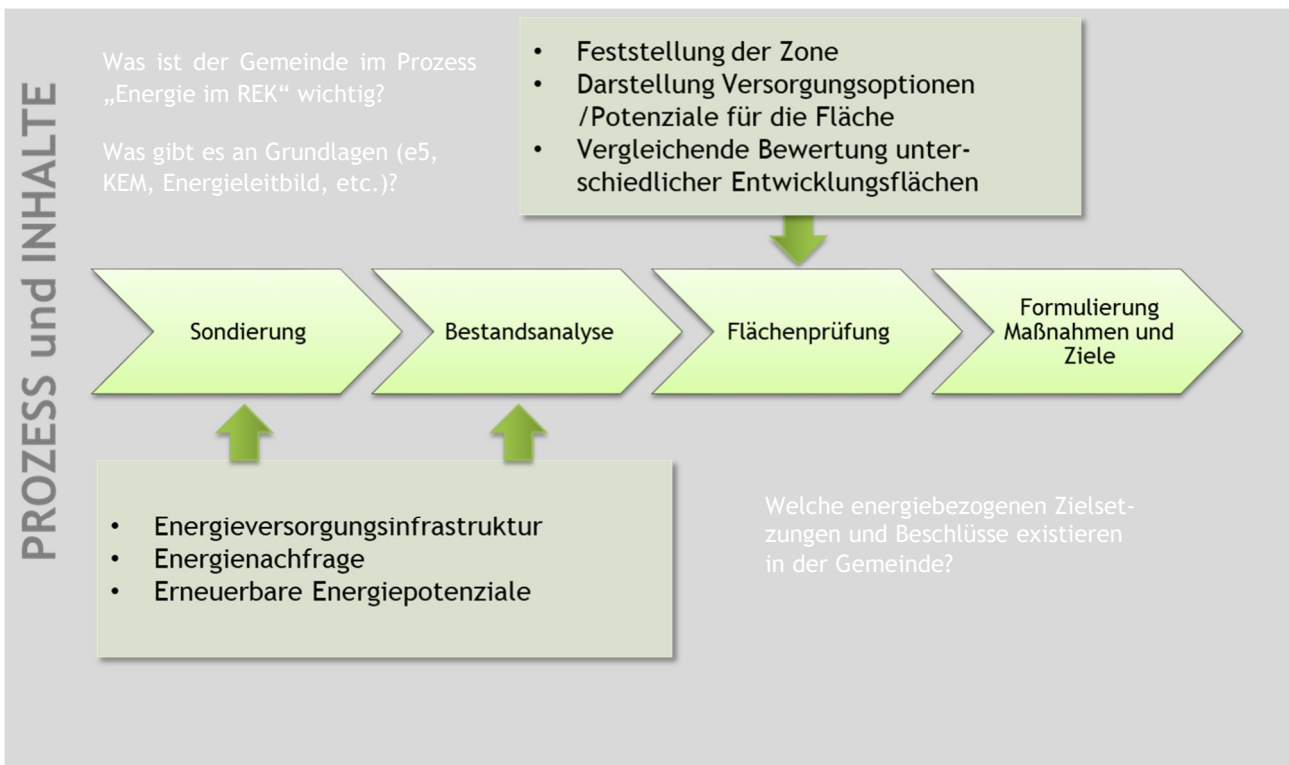 PROZESS und INHALTE
Was ist der Gemeinde im Prozess
„Energie im REK“ wichtig?
Was gibt es an Grundlagen (e5,
KEM, Energieleitbild, etc.)?
• Feststellung der Zone
• Darstellung Versorgungsoptionen
/Potenziale für die Fläche
• Vergleichende Bewertung unter-
schiedlicher Entwicklungsflächen
Sondierung
Bestandsanalyse
Flächenprüfung
Formulierung
Maßnahmen und
Ziele
• Energieversorgungsinfrastruktur
• Energienachfrage
• Erneuerbare Energiepotenziale
Welche energiebezogenen Zielset-
zungen und Beschlüsse existieren
in der Gemeinde?